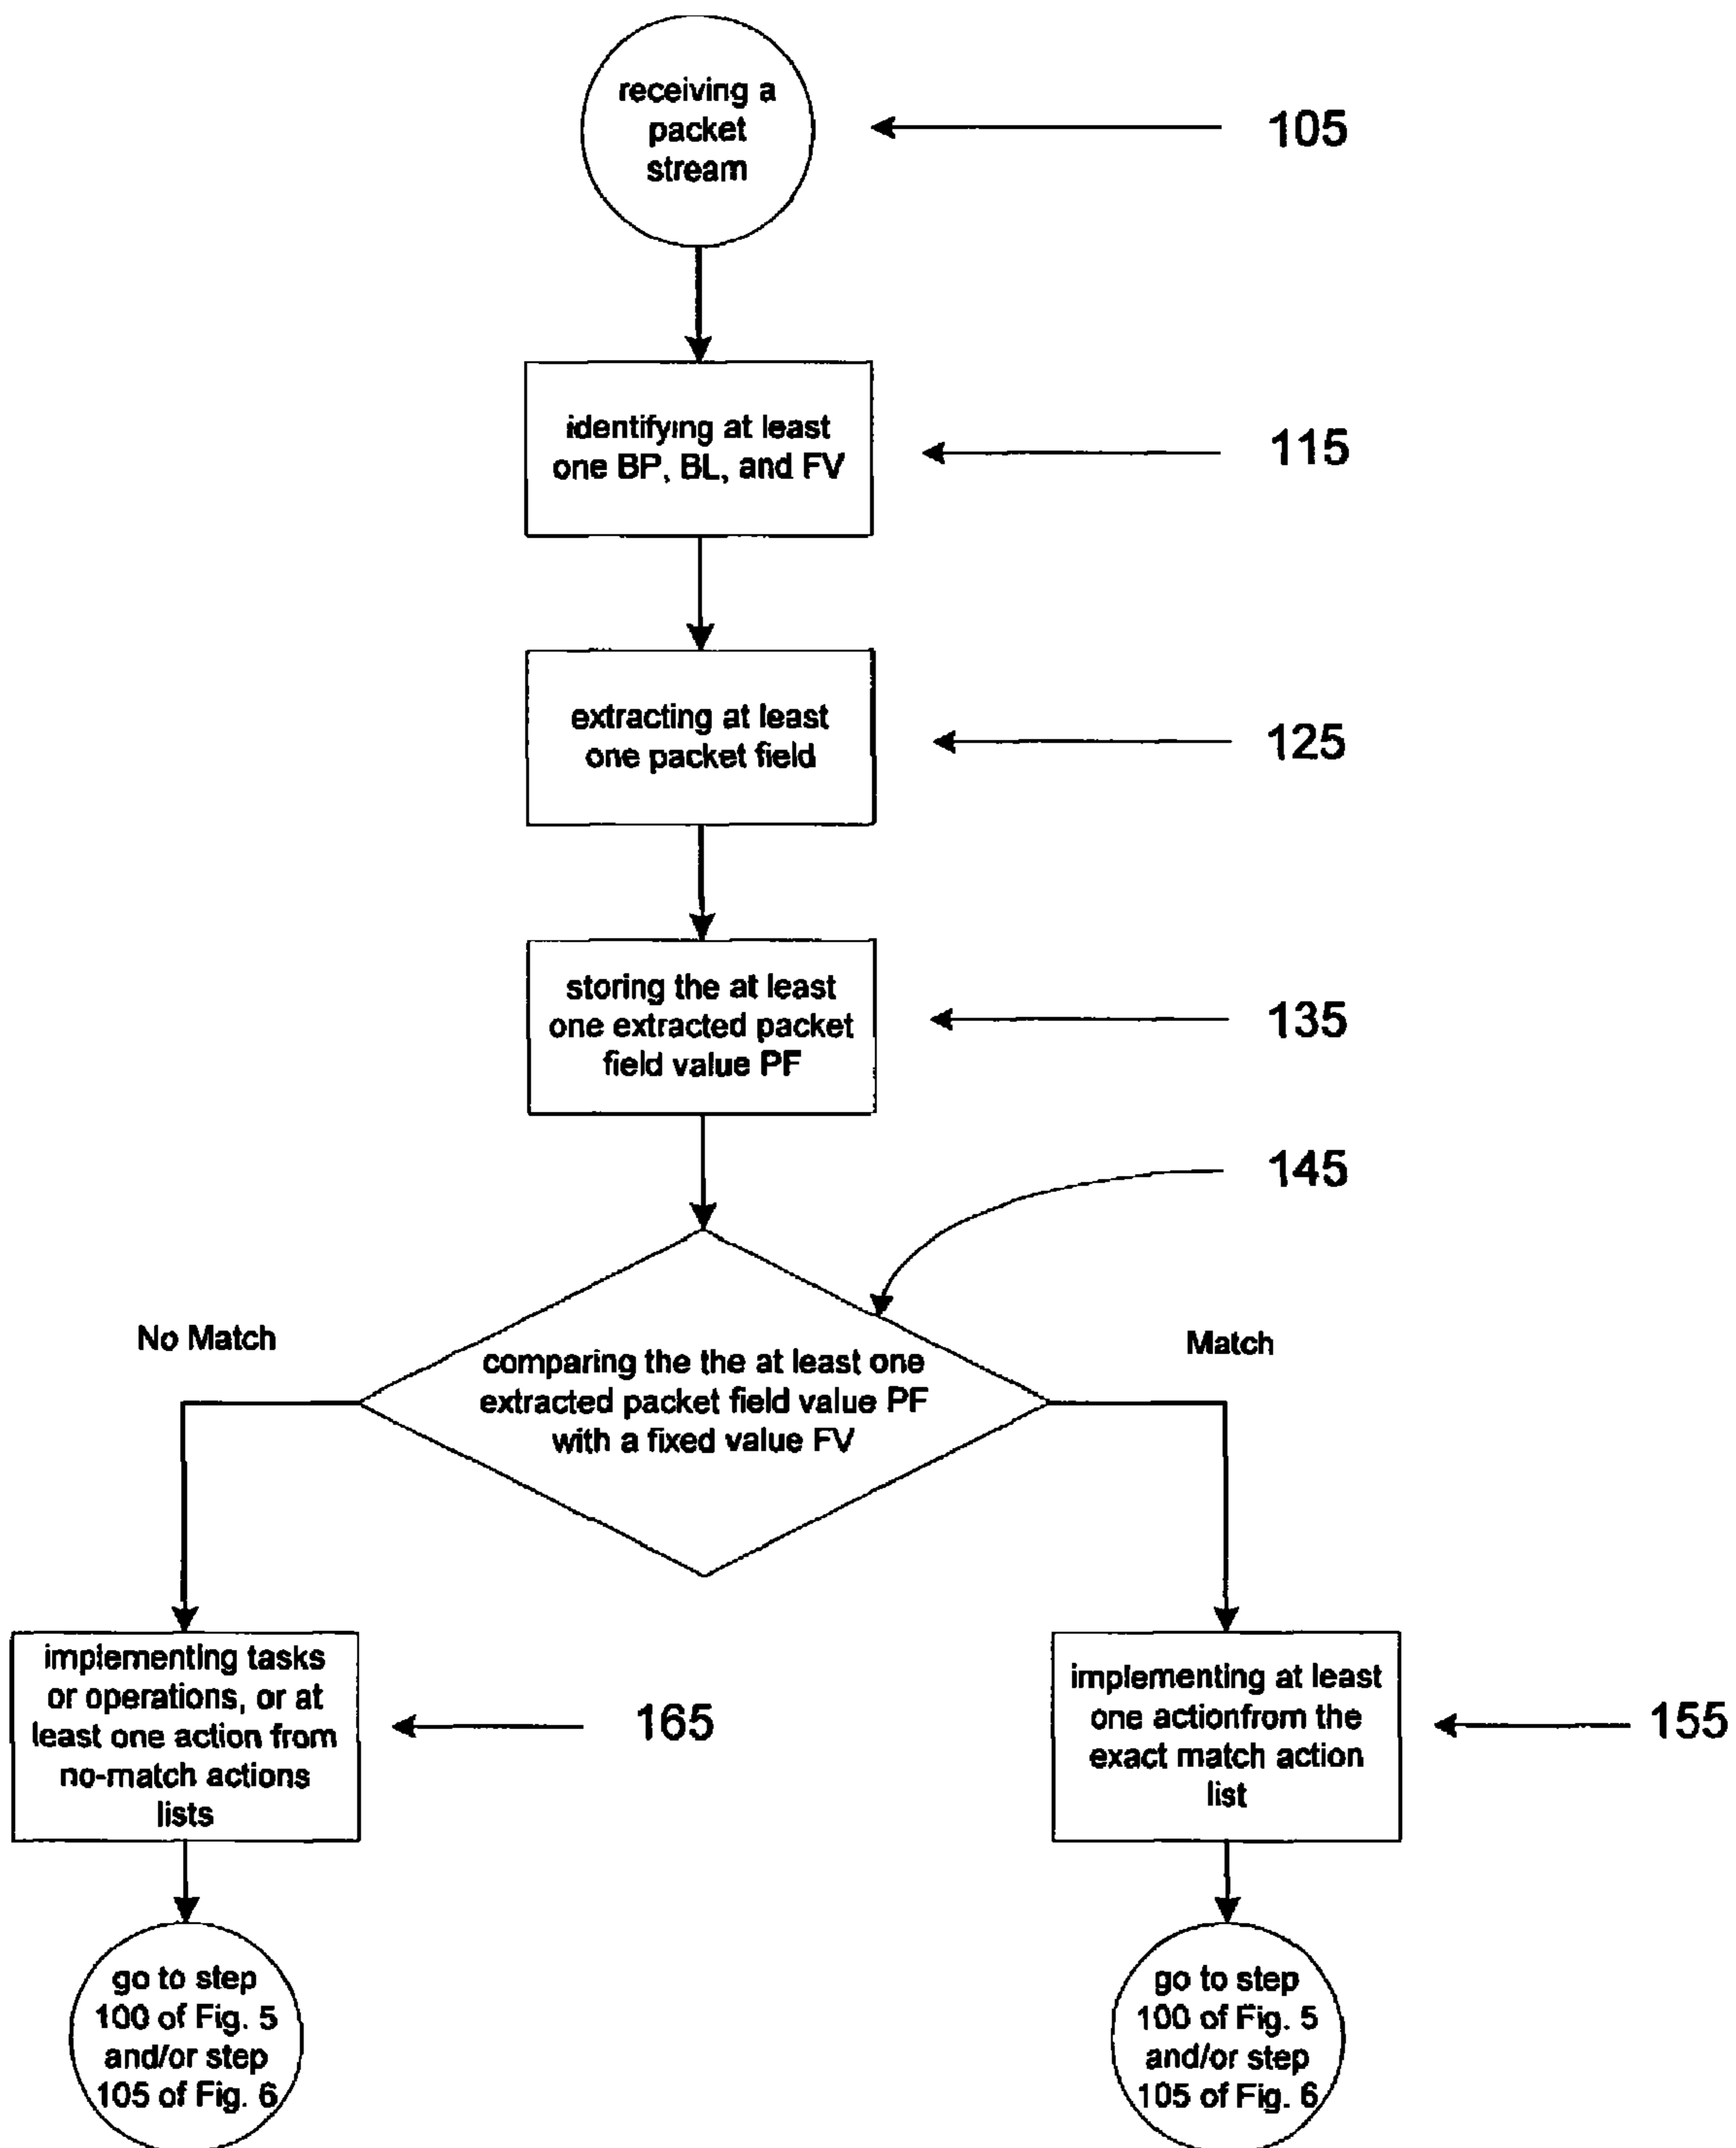 receiving a
packet
stream
105
identifying at least
one BP, BL, and FV
115
extracting at least
one packet field
125
storing the at least
one extracted packet
field value PF
135
145
No Match
Match
comparing the the at least one
extracted packet field value PF
with a fixed value FV
implementing tasks
or operations, or at
least one action from
no-match actions
lists
165
implementing at least
one actionfrom the
exact match action
list
155
go to step
100 of Fig. 5
and/or step
105 of Fig. 6
go to step
100 of Fig. 5
and/or step
105 of Fig. 6